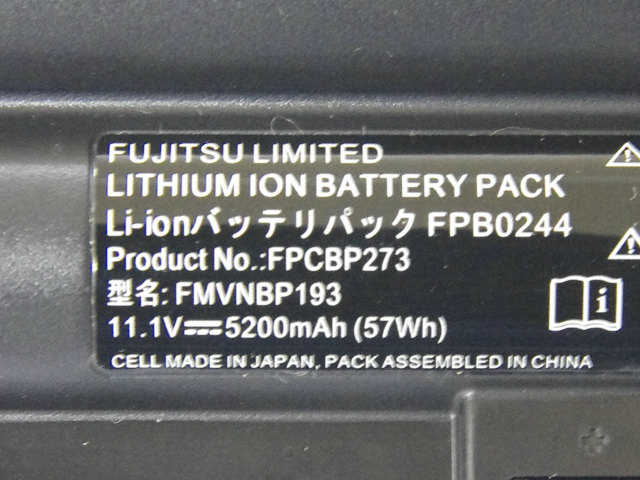 FUJITSU LIMITED
LITHIUM ION BATTERY PACK
Li-ionバッテリパック FPB0244
Product No.:FPCBP273
型名: FMVNBP193
11.1V⎓5200mAh (57Wh)
CELL MADE IN JAPAN, PACK ASSEMBLED IN CHINA